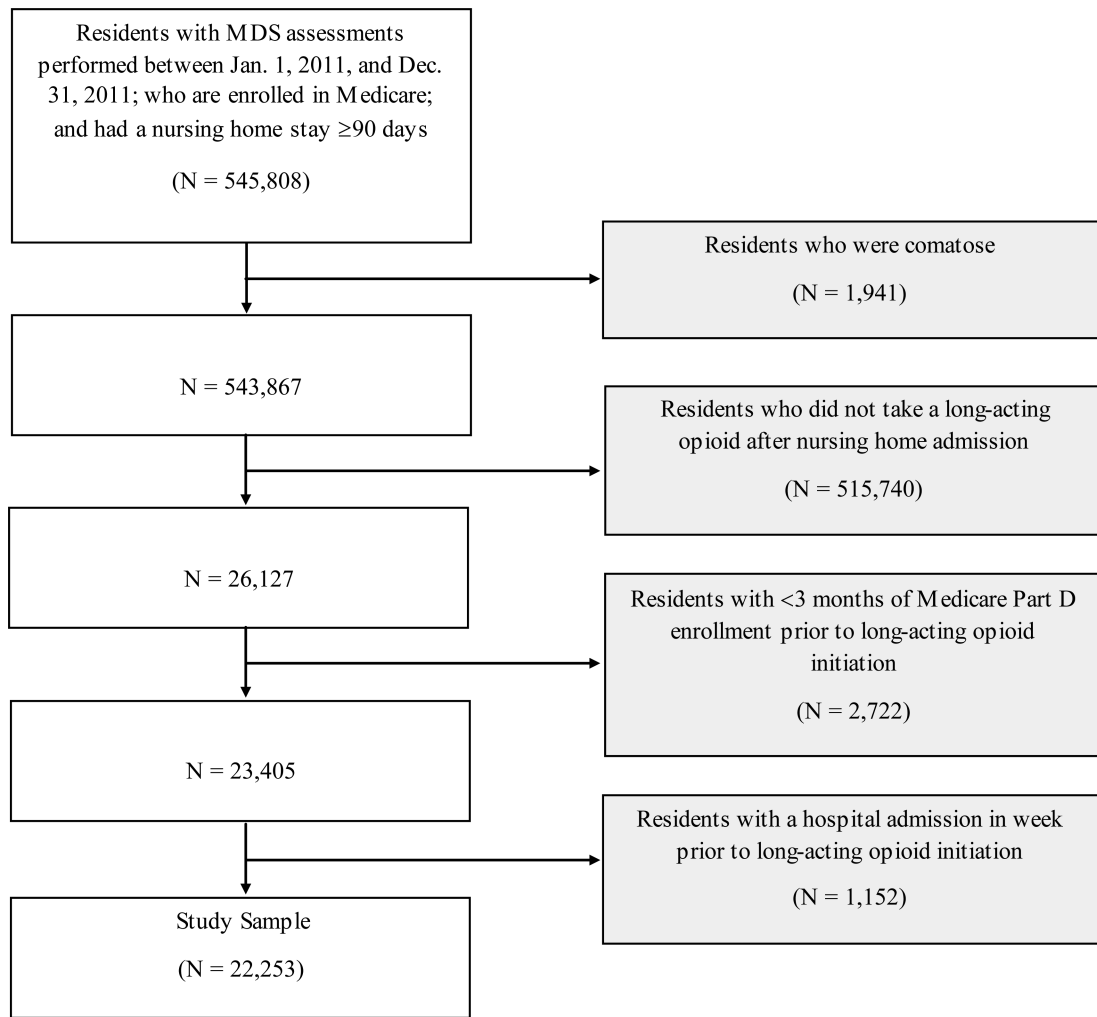 Residents with MDS assessments
performed between Jan. 1, 2011, and Dec.
31, 2011; who are enrolled in Medicare;
and had a nursing home stay ≥90 days
(N = 545,808)
Residents who were comatose
(N = 1,941)
N = 543,867
Residents who did not take a long-acting
opioid after nursing home admission
(N = 515,740)
N = 26,127
Residents with <3 months of Medicare Part D
enrollment prior to long-acting opioid
initiation
(N = 2,722)
N = 23,405
Residents with a hospital admission in week
prior to long-acting opioid initiation
(N = 1,152)
Study Sample
(N = 22,253)